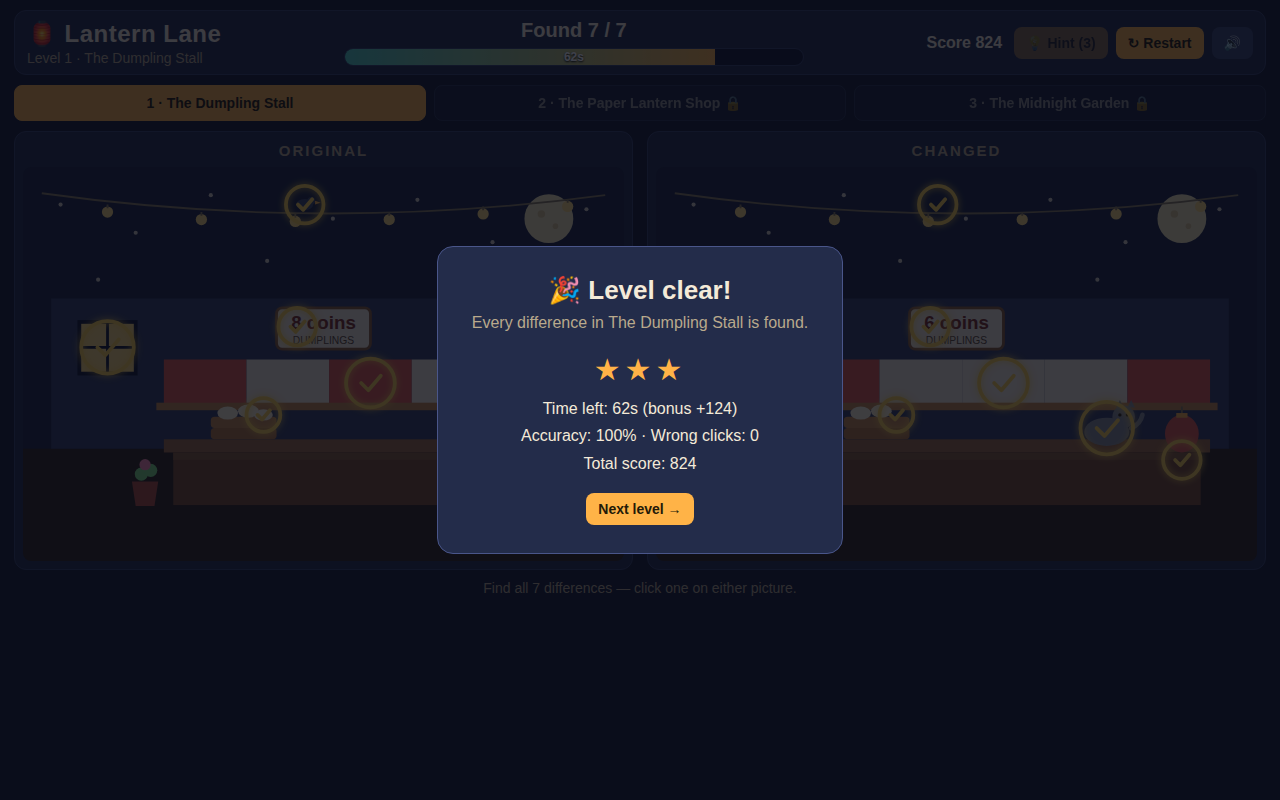 Lantern Lane
Level 1 · The Dumpling Stall
Found 7 / 7
62s
Score 824
💡 Hint (3)
↻ Restart
1 · The Dumpling Stall
2 · The Paper Lantern Shop 🔒
3 · The Midnight Garden 🔒
ORIGINAL
CHANGED
8 coins
DUMPLINGS
6 coins
DUMPLINGS
🎉 Level clear!
Every difference in The Dumpling Stall is found.
★ ★ ★
Time left: 62s (bonus +124)
Accuracy: 100% · Wrong clicks: 0
Total score: 824
Next level →
Find all 7 differences — click one on either picture.